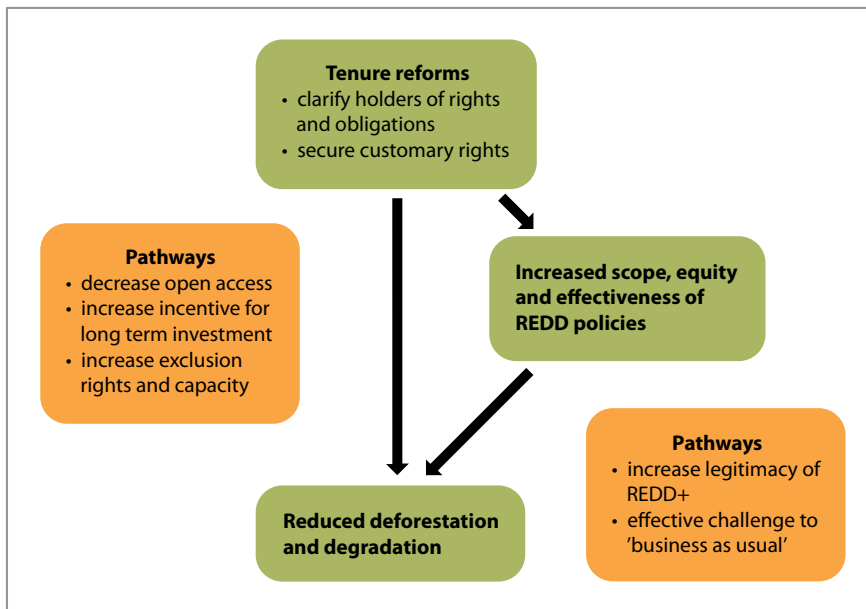 Tenure reforms
• clarify holders of rights
and obligations
• secure customary rights
Pathways
• decrease open access
• increase incentive for
long term investment
• increase exclusion
rights and capacity
Increased scope, equity
and effectiveness of
REDD policies
Pathways
• increase legitimacy of
REDD+
• effective challenge to
’business as usual’
Reduced deforestation
and degradation